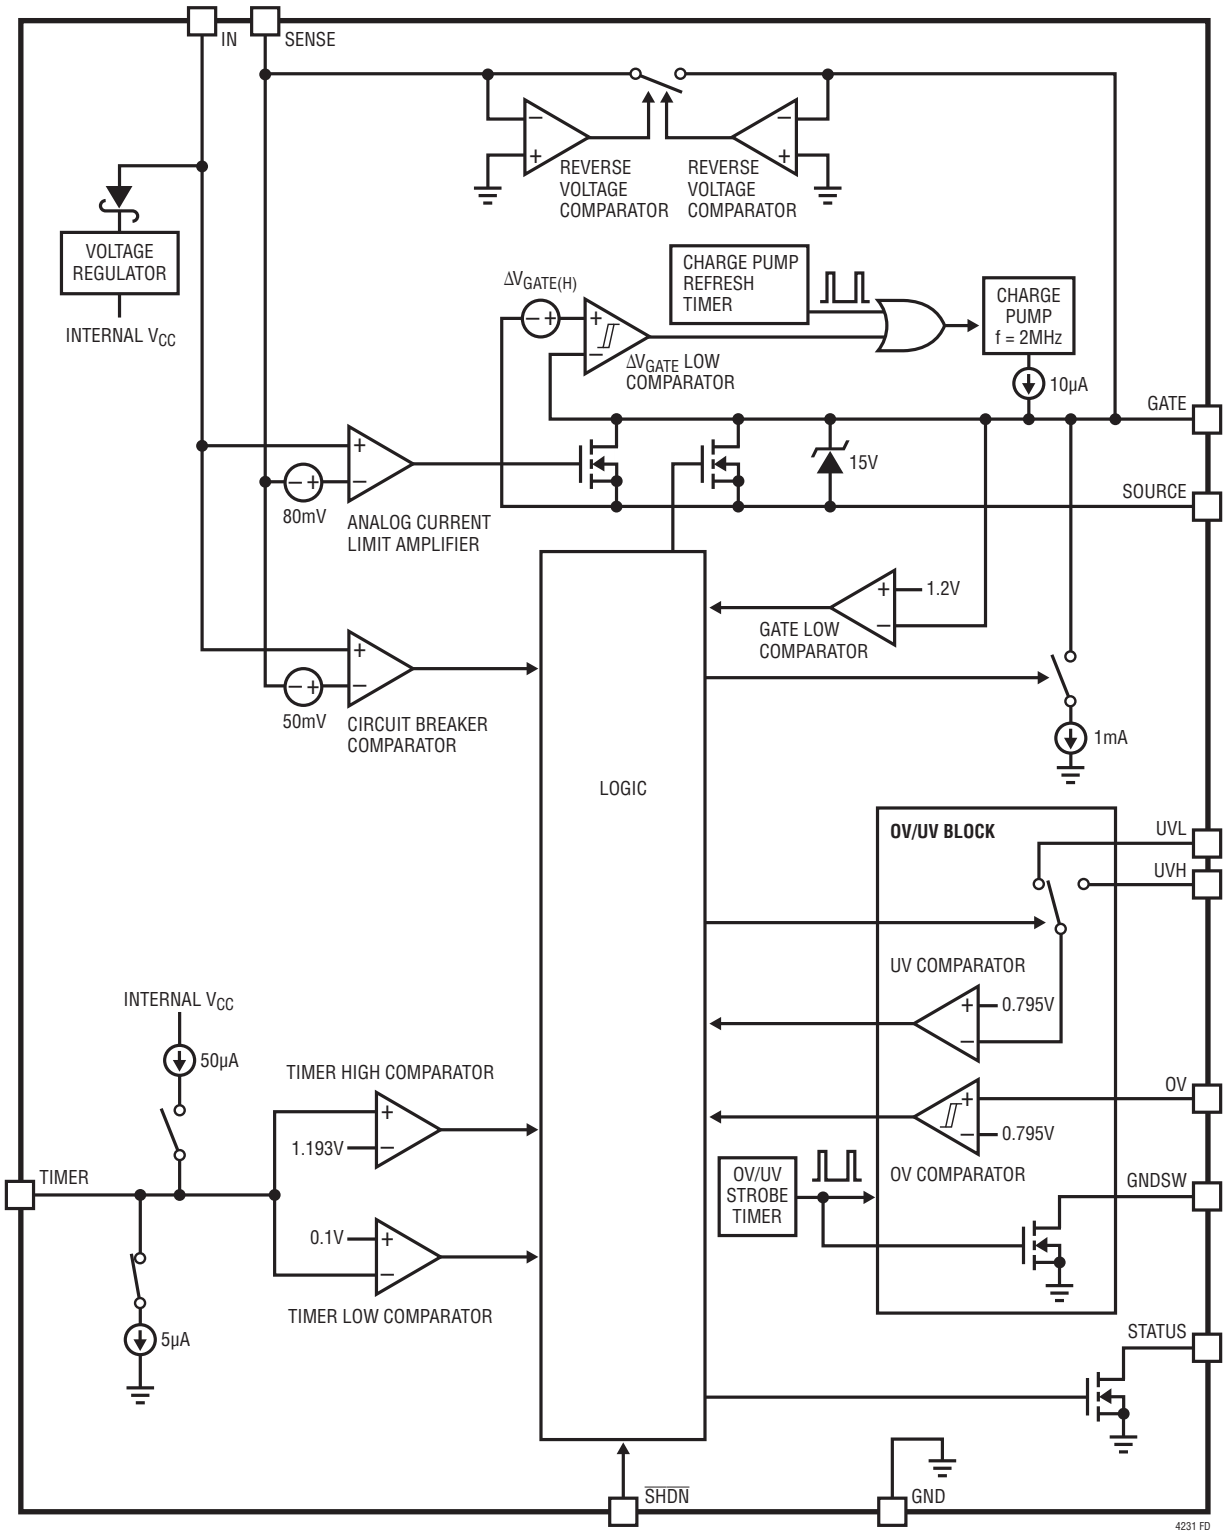 IN
SENSE
−
+
REVERSE
VOLTAGE
COMPARATOR
−
+
REVERSE
VOLTAGE
COMPARATOR
VOLTAGE
REGULATOR
INTERNAL VCC
ΔVGATE(H)
− +
+
−
ΔVGATE LOW
COMPARATOR
CHARGE PUMP
REFRESH
TIMER
CHARGE
PUMP
f = 2MHz
10µA
GATE
15V
SOURCE
+
−
− +
80mV
ANALOG CURRENT
LIMIT AMPLIFIER
+
−
1.2V
GATE LOW
COMPARATOR
+
−
− +
50mV
CIRCUIT BREAKER
COMPARATOR
1mA
LOGIC
OV/UV BLOCK
UVL
UVH
UV COMPARATOR
+
−
0.795V
INTERNAL VCC
50µA
TIMER HIGH COMPARATOR
+
−
1.193V
OV
+
−
0.795V
OV COMPARATOR
TIMER
OV/UV
STROBE
TIMER
GNDSW
0.1V
+
−
TIMER LOW COMPARATOR
5µA
STATUS
SHDN
GND
4231 FD